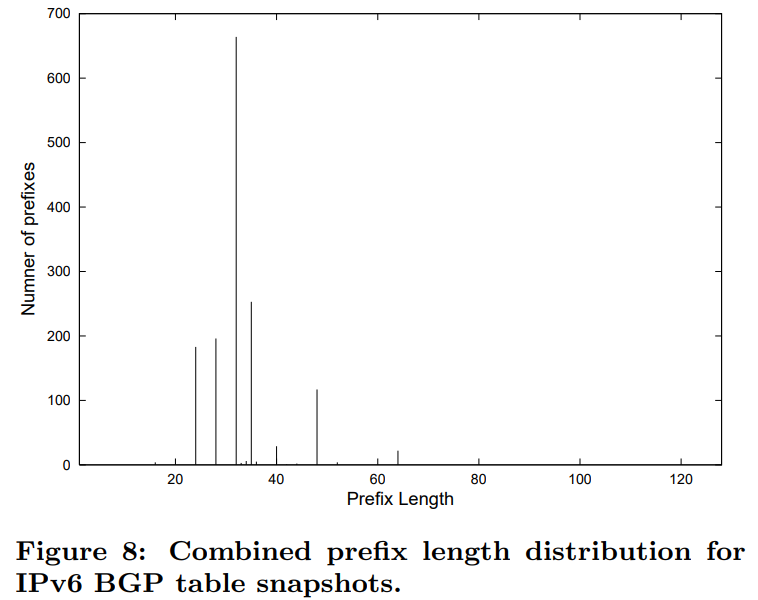 700
600
500
400
300
200
100
0
Numner of prefixes
20 40 60 80 100 120
Prefix Length
Figure 8: Combined prefix length distribution for
IPv6 BGP table snapshots.